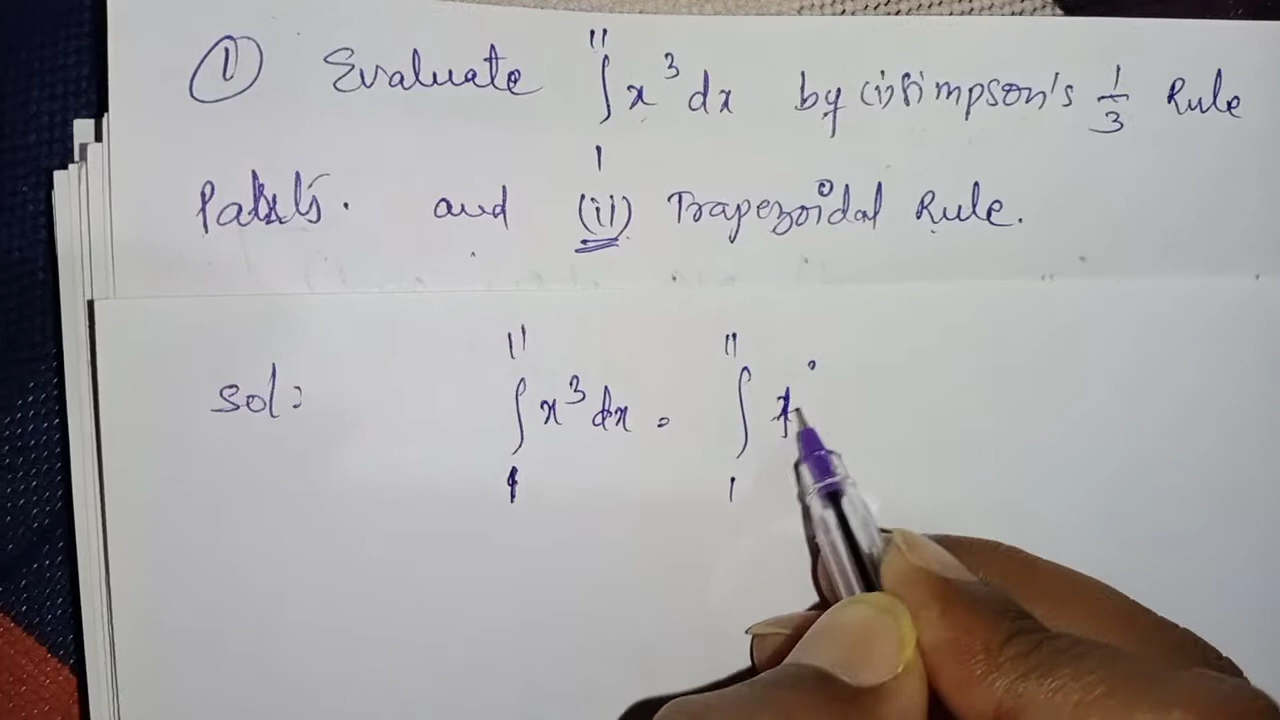 ① Evaluate ∫₁¹¹ x³ dx by (i) Simpson's 1/3 Rule
and (ii) Trapezoidal Rule.
Sol: ∫₁¹¹ x³ dx = ∫₁¹¹